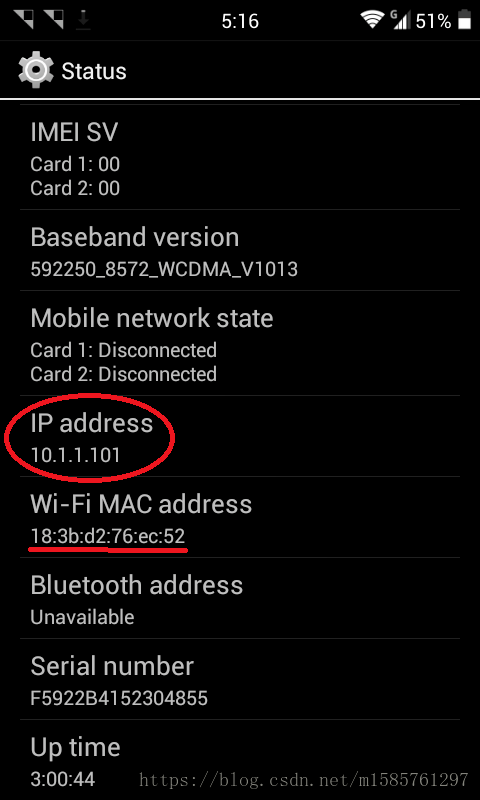 5:16
G
51%
Status
IMEI SV
Card 1: 00
Card 2: 00
Baseband version
592250_8572_WCDMA_V1013
Mobile network state
Card 1: Disconnected
Card 2: Disconnected
IP address
10.1.1.101
Wi-Fi MAC address
18:3b:d2:76:ec:52
Bluetooth address
Unavailable
Serial number
F5922B4152304855
Up time
3:00:44
https://blog.csdn.net/m1585761297